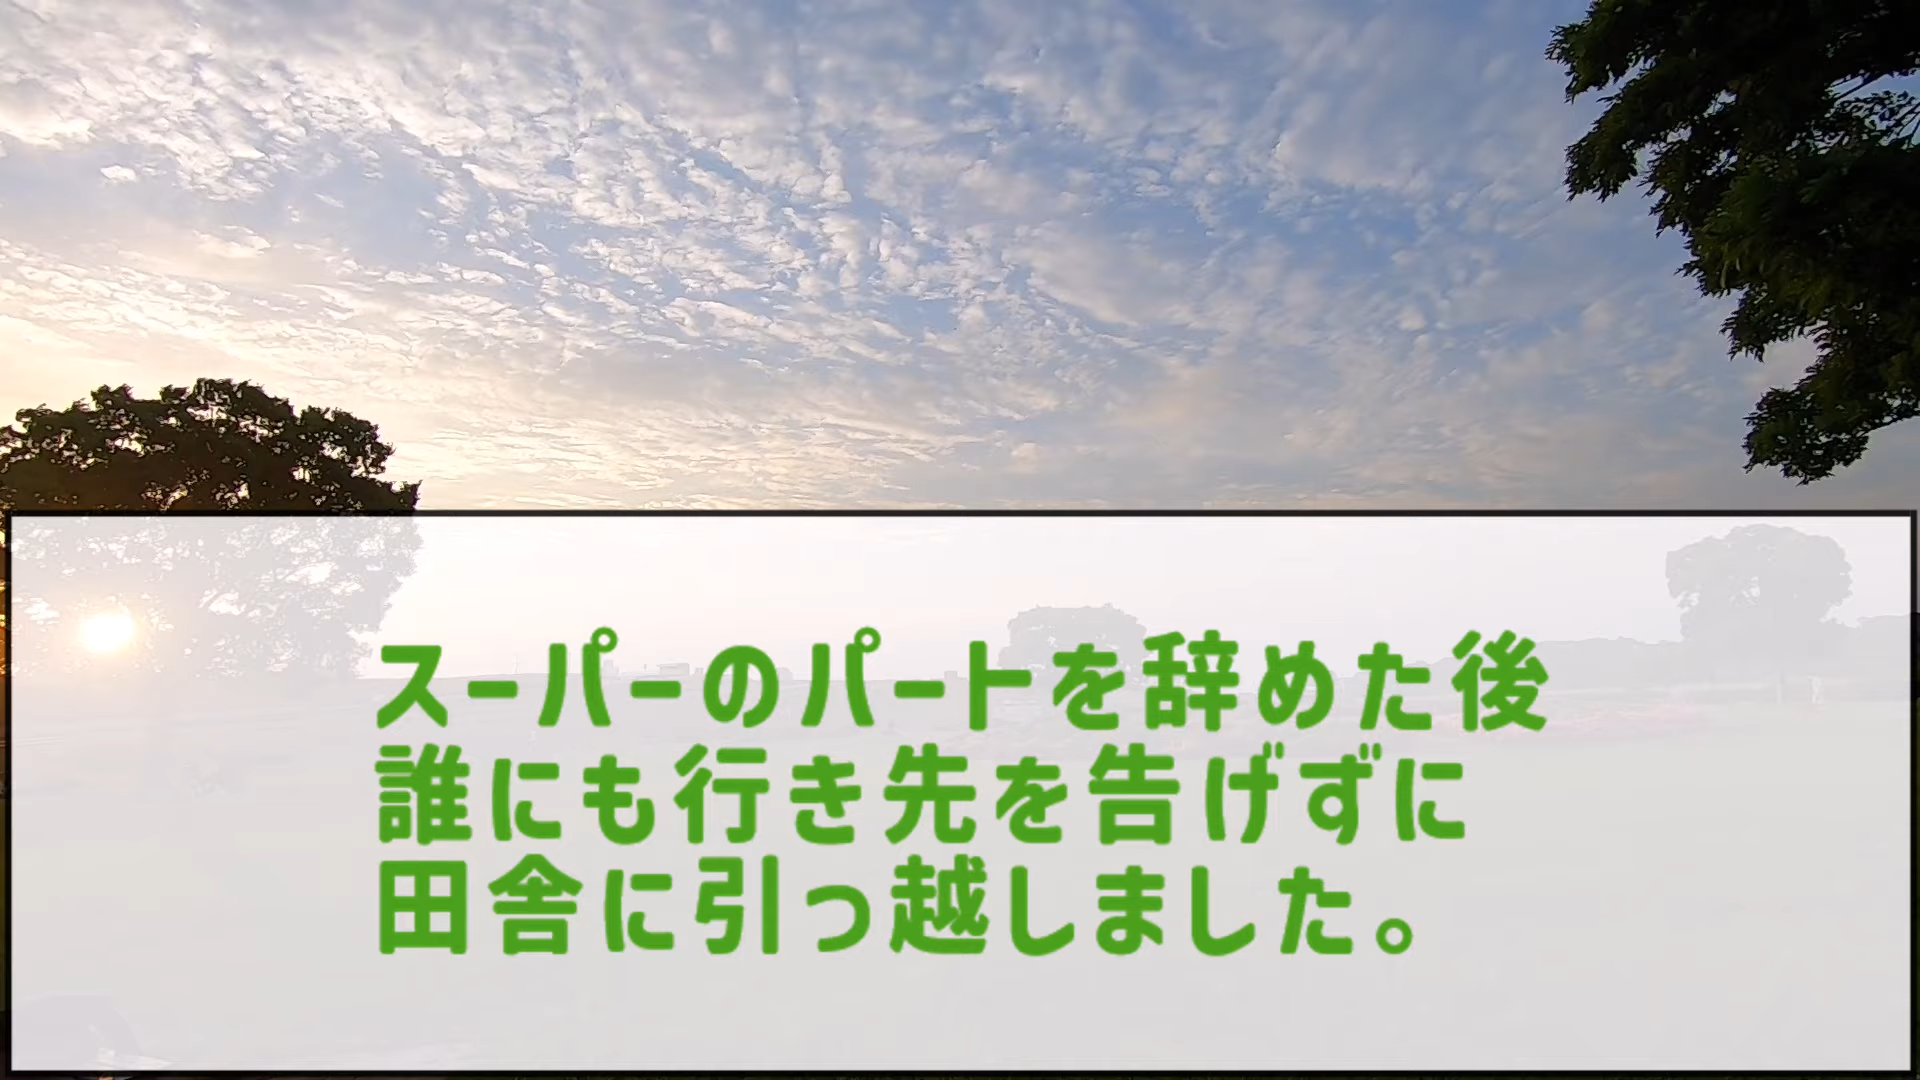 スーパーのパートを辞めた後
誰にも行き先を告げずに
田舎に引っ越しました。